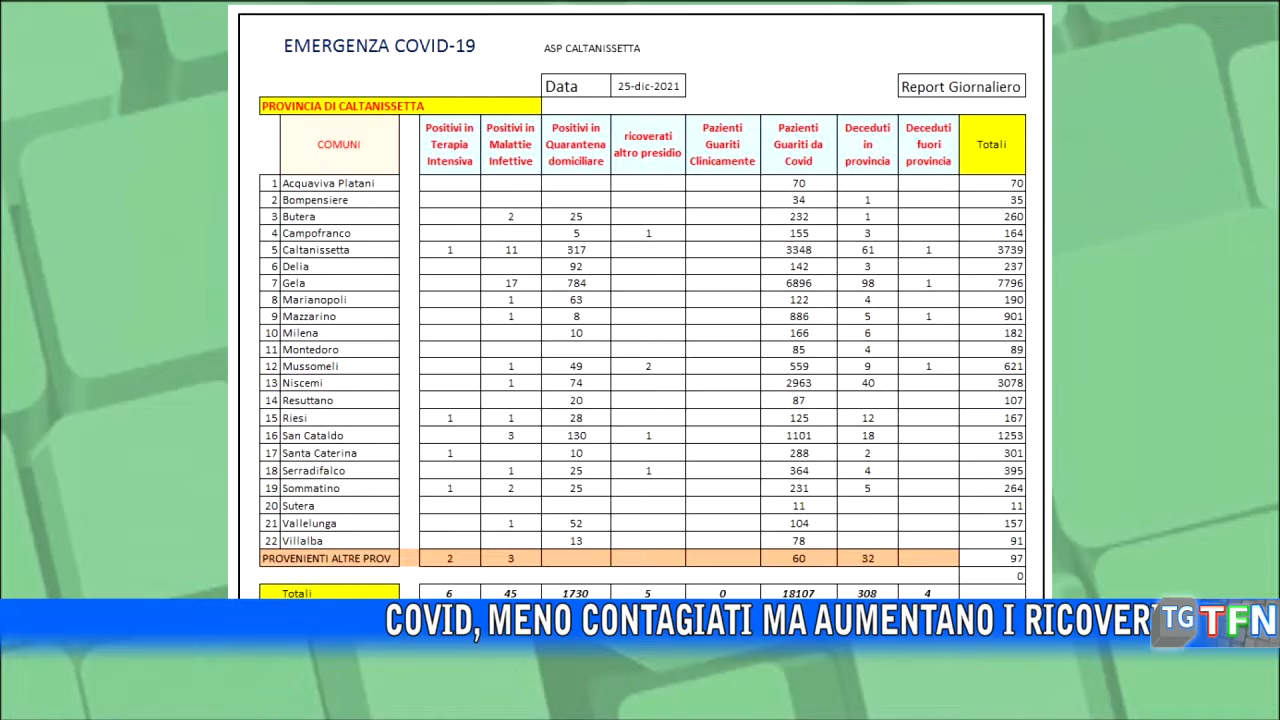 EMERGENZA COVID-19 ASP CALTANISSETTA
Data 25-dic-2021 Report Giornaliero
PROVINCIA DI CALTANISSETTA
COMUNI Positivi in Terapia Intensiva Positivi in Malattie Infettive Positivi in Quarantena domiciliare ricoverati altro presidio Pazienti Guariti Clinicamente Pazienti Guariti da Covid Deceduti in provincia Deceduti fuori provincia Totali
1 Acquaviva Platani 70 70
2 Bompensiere 34 1 35
3 Butera 2 25 232 1 260
4 Campofranco 5 1 155 3 164
5 Caltanissetta 1 11 317 3348 61 1 3739
6 Delia 92 142 3 237
7 Gela 17 784 6896 98 1 7796
8 Marianopoli 1 63 122 4 190
9 Mazzarino 1 8 886 5 1 901
10 Milena 10 166 6 182
11 Montedoro 85 4 89
12 Mussomeli 1 49 2 559 9 1 621
13 Niscemi 1 74 2963 40 3078
14 Resuttano 20 87 107
15 Riesi 1 1 28 125 12 167
16 San Cataldo 3 130 1 1101 18 1253
17 Santa Caterina 1 10 288 2 301
18 Serradifalco 1 25 1 364 4 395
19 Sommatino 1 2 25 231 5 264
20 Sutera 11 11
21 Vallelunga 1 52 104 157
22 Villalba 13 78 91
PROVENIENTI ALTRE PROV 2 3 60 32 97
0
Totali 6 45 1730 5 0 18107 308 4
COVID, MENO CONTAGIATI MA AUMENTANO I RICOVER
TG TFN